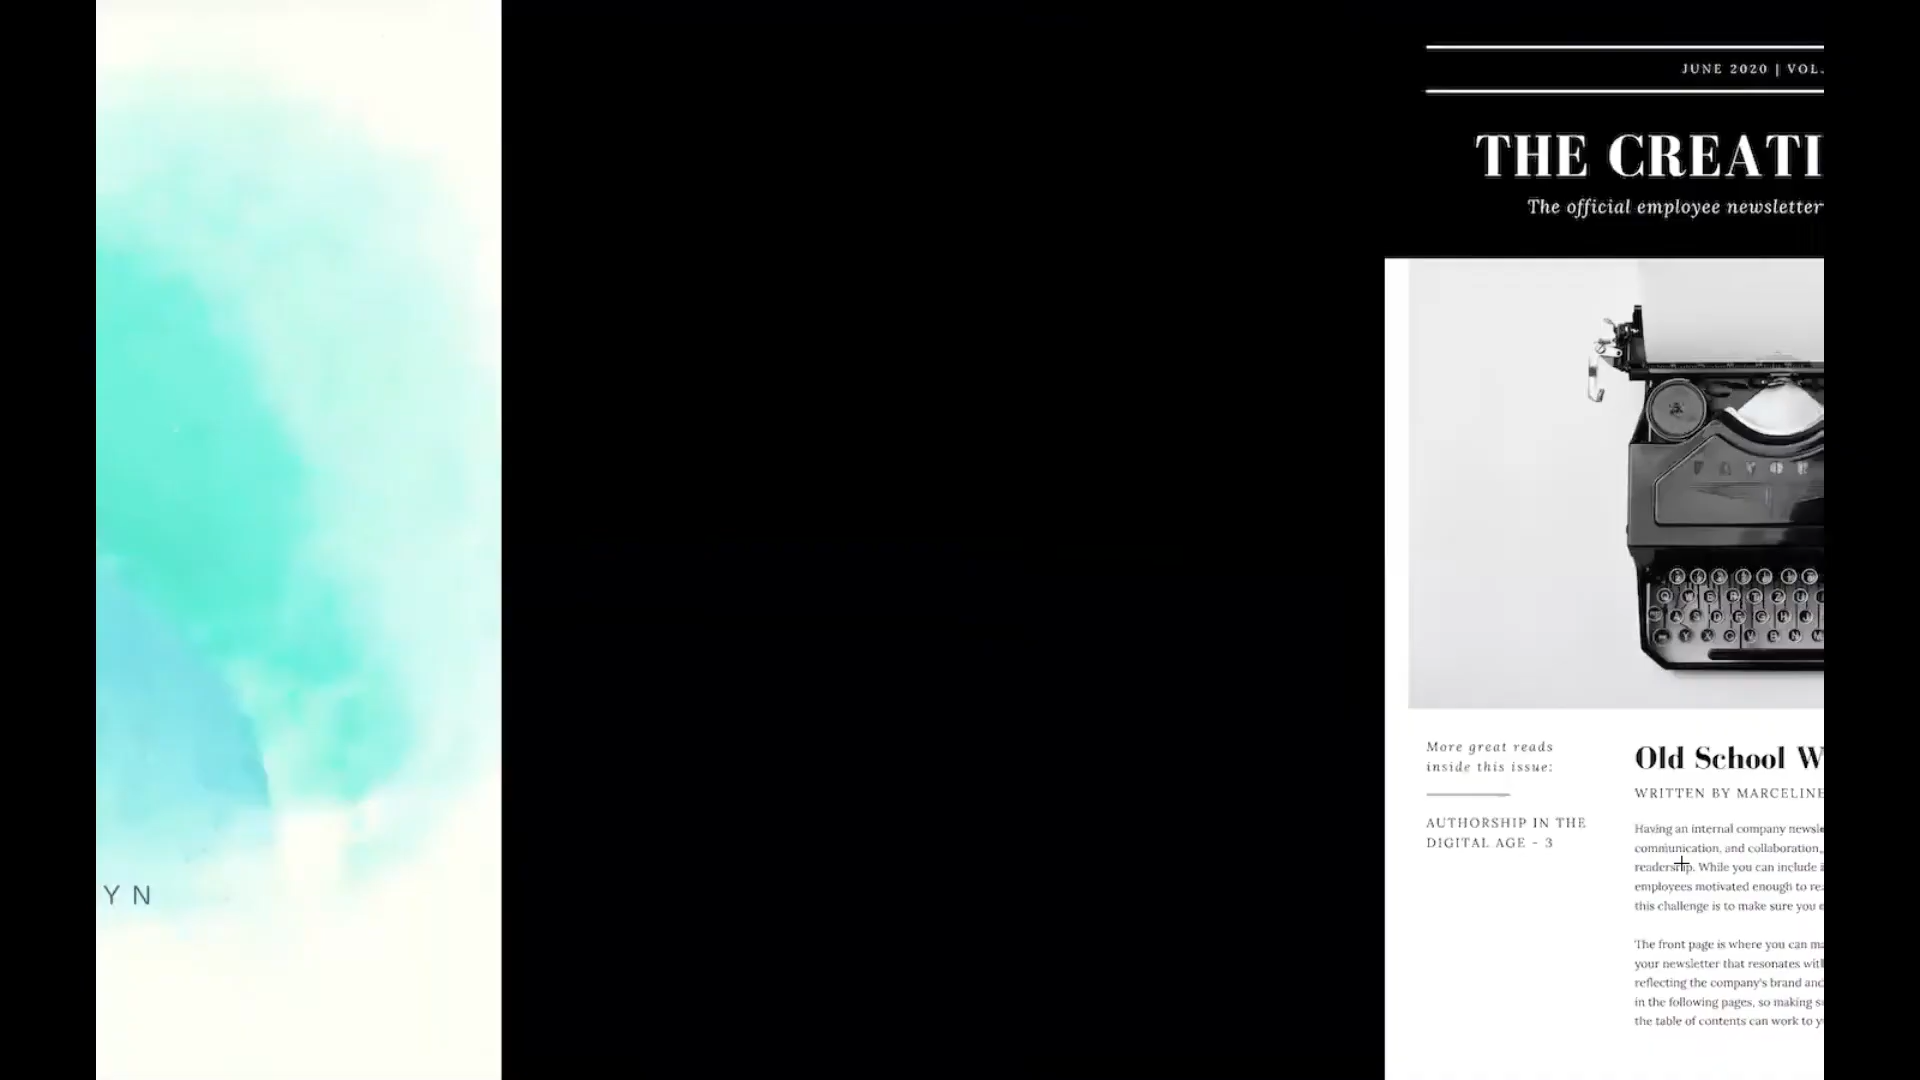 YN
JUNE 2020 | VOL.
THE CREATI
The official employee newsletter
More great reads
inside this issue:
AUTHORSHIP IN THE
DIGITAL AGE - 3
Old School W
WRITTEN BY MARCELINE
Having an internal company newsle
communication, and collaboration,
readership. While you can include i
employees motivated enough to re
this challenge is to make sure you e
The front page is where you can ma
your newsletter that resonates with
reflecting the company's brand and
in the following pages, so making s
the table of contents can work to y